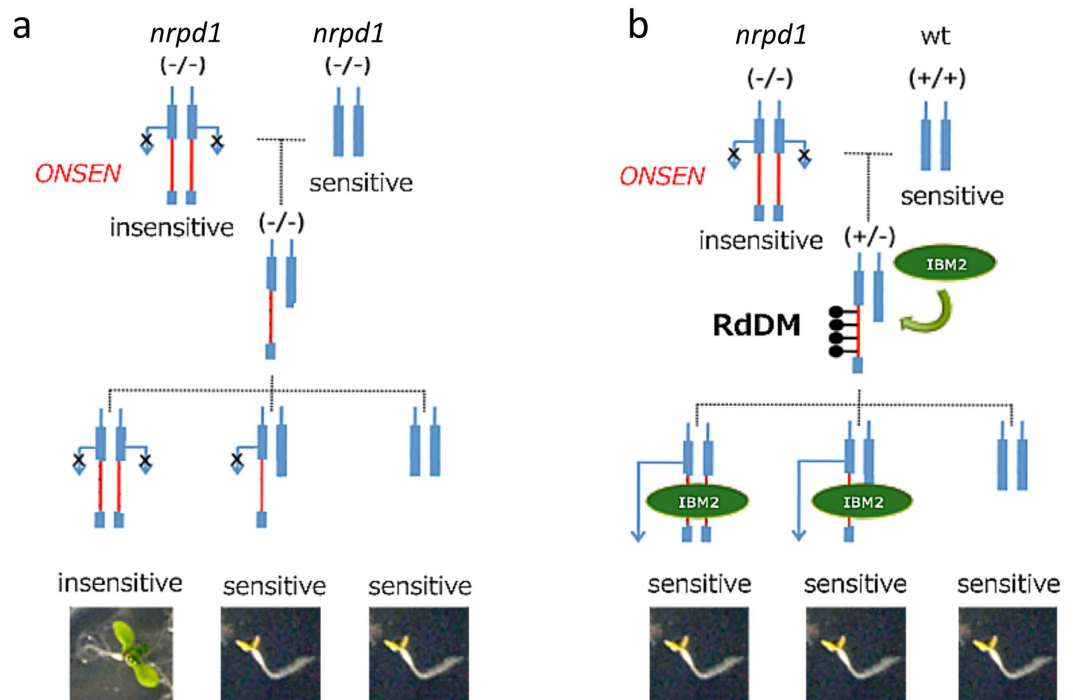 a
nrpd1
nrpd1
(-/-)
(-/-)
x
x
ONSEN
sensitive
insensitive
(-/-)
x
x
x
insensitive
sensitive
sensitive
b
nrpd1
wt
(-/-)
(+/+)
x
x
ONSEN
sensitive
insensitive
(+/-)
IBM2
RdDM
IBM2
IBM2
sensitive
sensitive
sensitive